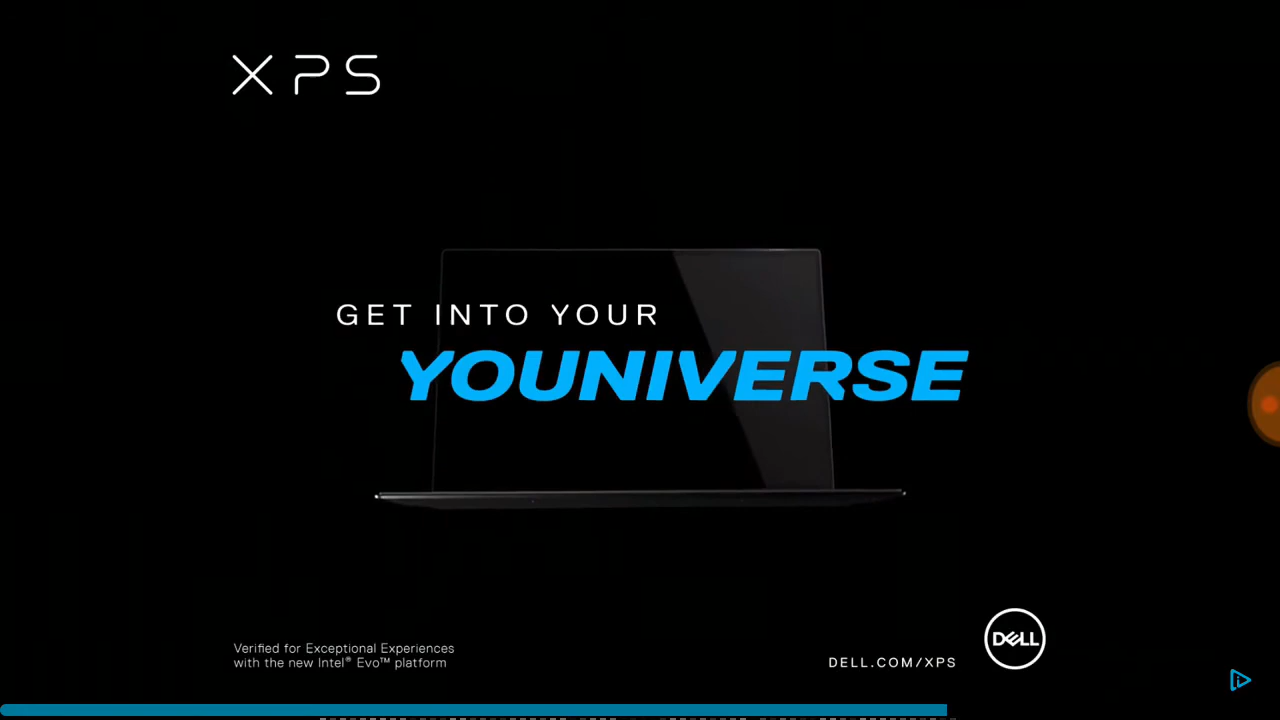 XPS
GET INTO YOUR
YOUNIVERSE
Verified for Exceptional Experiences
with the new Intel® Evo™ platform
DELL.COM/XPS
DELL